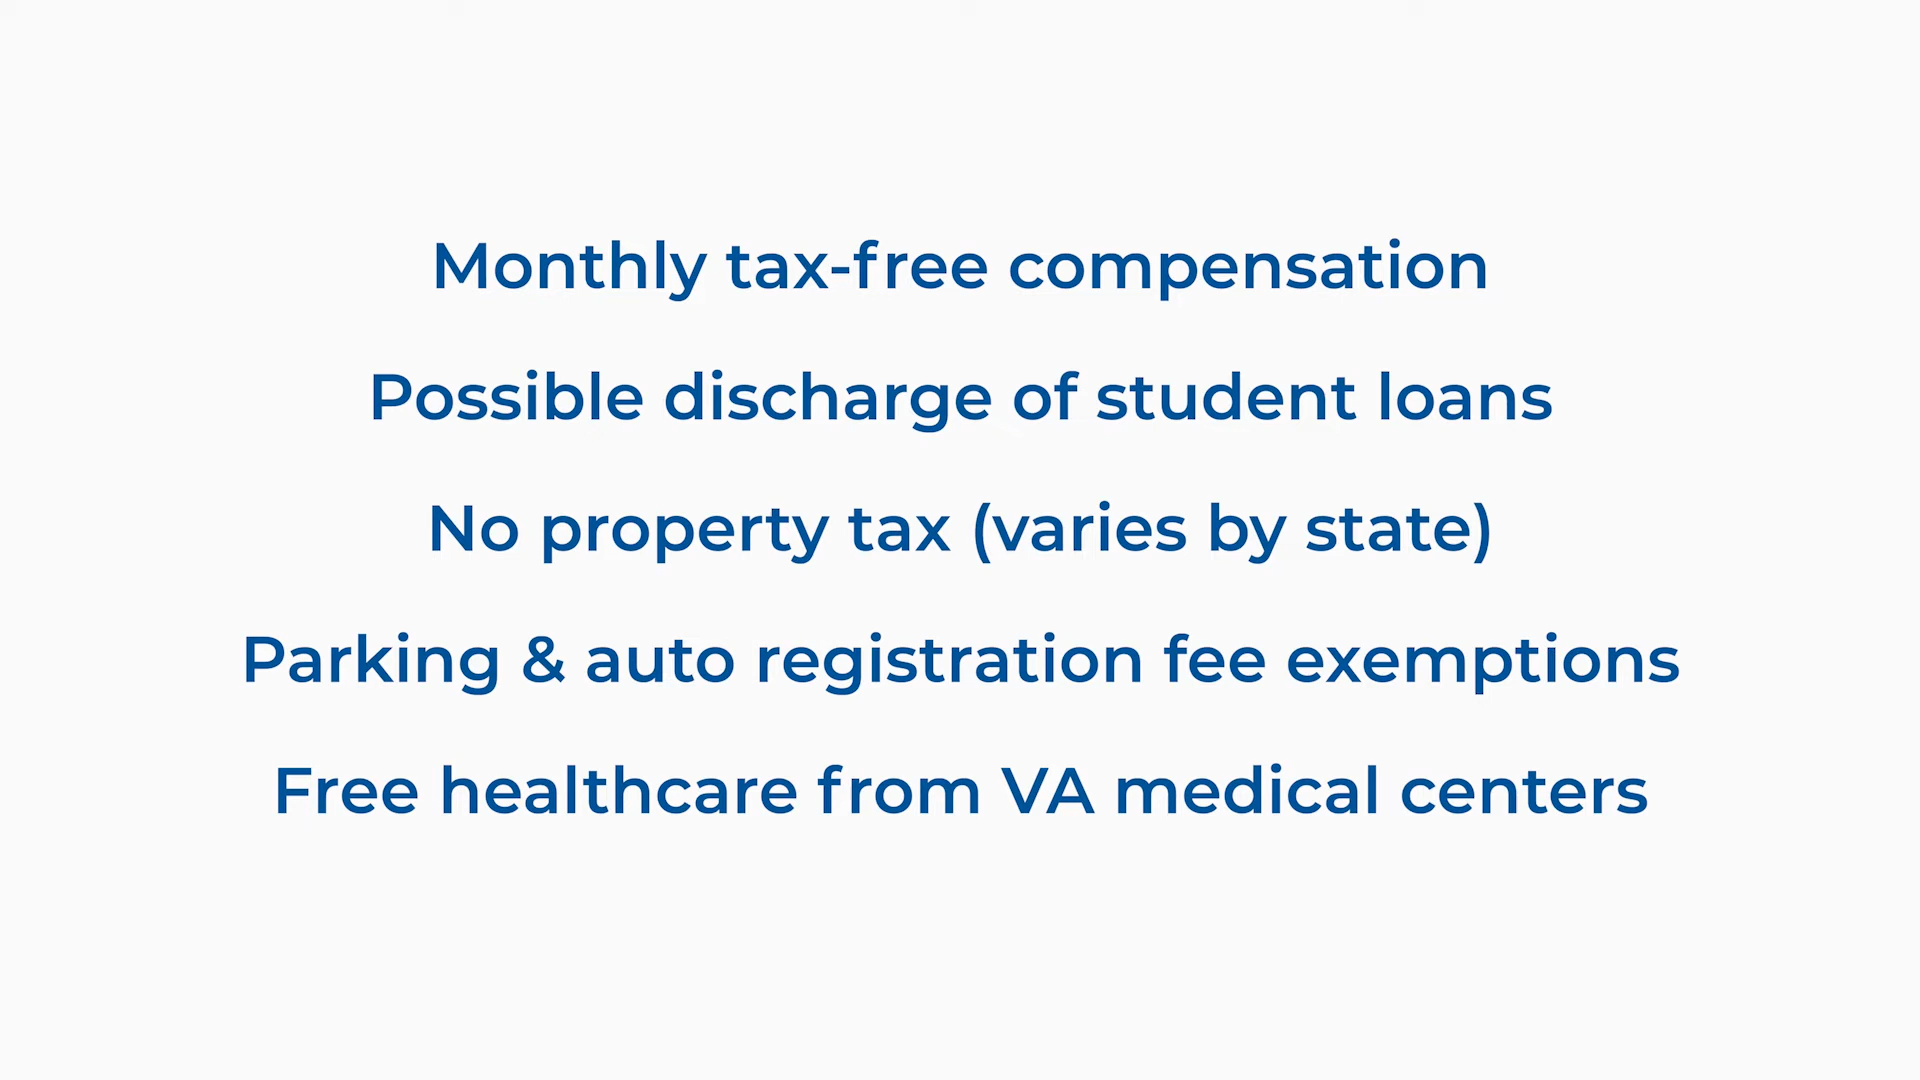 Monthly tax-free compensation
Possible discharge of student loans
No property tax (varies by state)
Parking & auto registration fee exemptions
Free healthcare from VA medical centers